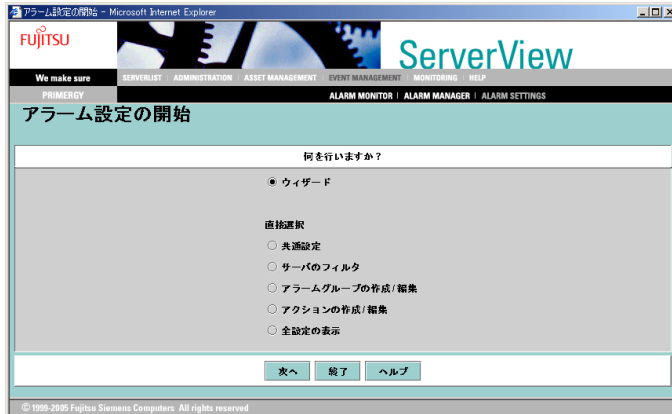 アラーム設定の開始 - Microsoft Internet Explorer
FUJITSU
ServerView
We make sure
SERVERLIST | ADMINISTRATION | ASSET MANAGEMENT | EVENT MANAGEMENT | MONITORING | HELP
PRIMERGY
ALARM MONITOR | ALARM MANAGER | ALARM SETTINGS
アラーム設定の開始
何を行いますか?
ウィザード
直接選択
共通設定
サーバのフィルタ
アラームグループの作成/編集
アクションの作成/編集
全設定の表示
次へ 終了 ヘルプ
© 1999-2005 Fujitsu Siemens Computers All rights reserved